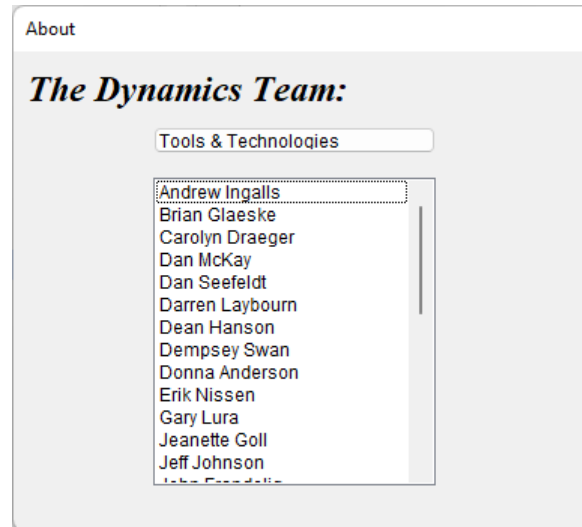 About
The Dynamics Team:
Tools & Technologies
Andrew Ingalls
Brian Glaeske
Carolyn Draeger
Dan McKay
Dan Seefeldt
Darren Laybourn
Dean Hanson
Dempsey Swan
Donna Anderson
Erik Nissen
Gary Lura
Jeanette Goll
Jeff Johnson